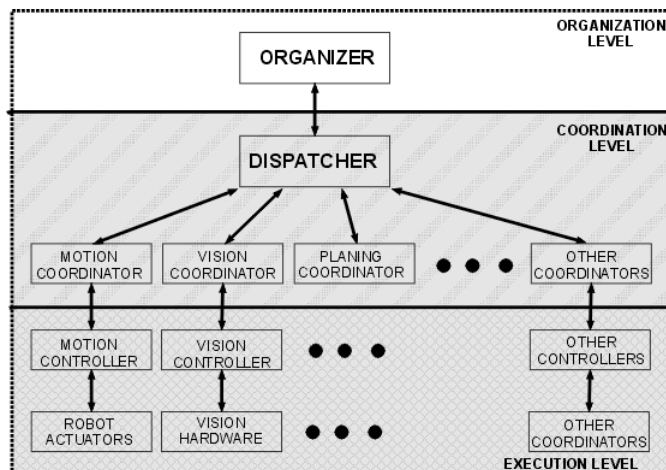 ORGANIZATION
LEVEL
ORGANIZER
COORDINATION
LEVEL
DISPATCHER
MOTION
COORDINATOR
VISION
COORDINATOR
PLANING
COORDINATOR
OTHER
COORDINATORS
MOTION
CONTROLLER
VISION
CONTROLLER
OTHER
CONTROLLERS
ROBOT
ACTUATORS
VISION
HARDWARE
OTHER
COORDINATORS
EXECUTION LEVEL